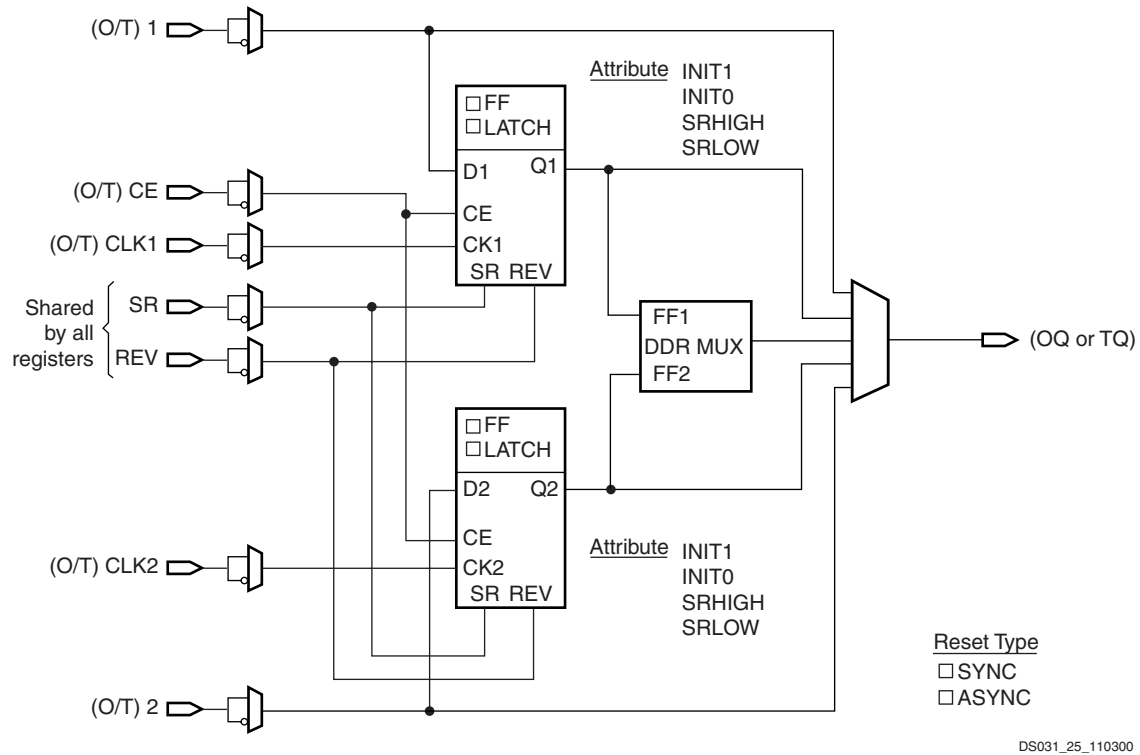 (O/T) 1
Attribute INIT1
INIT0
SRHIGH
SRLOW
FF
LATCH
D1 Q1
(O/T) CE
CE
(O/T) CLK1
CK1
SR REV
Shared
by all
registers
SR
REV
FF1
DDR MUX
FF2
(OQ or TQ)
FF
LATCH
D2 Q2
CE
(O/T) CLK2
CK2
SR REV
Attribute INIT1
INIT0
SRHIGH
SRLOW
Reset Type
SYNC
ASYNC
(O/T) 2
DS031_25_110300